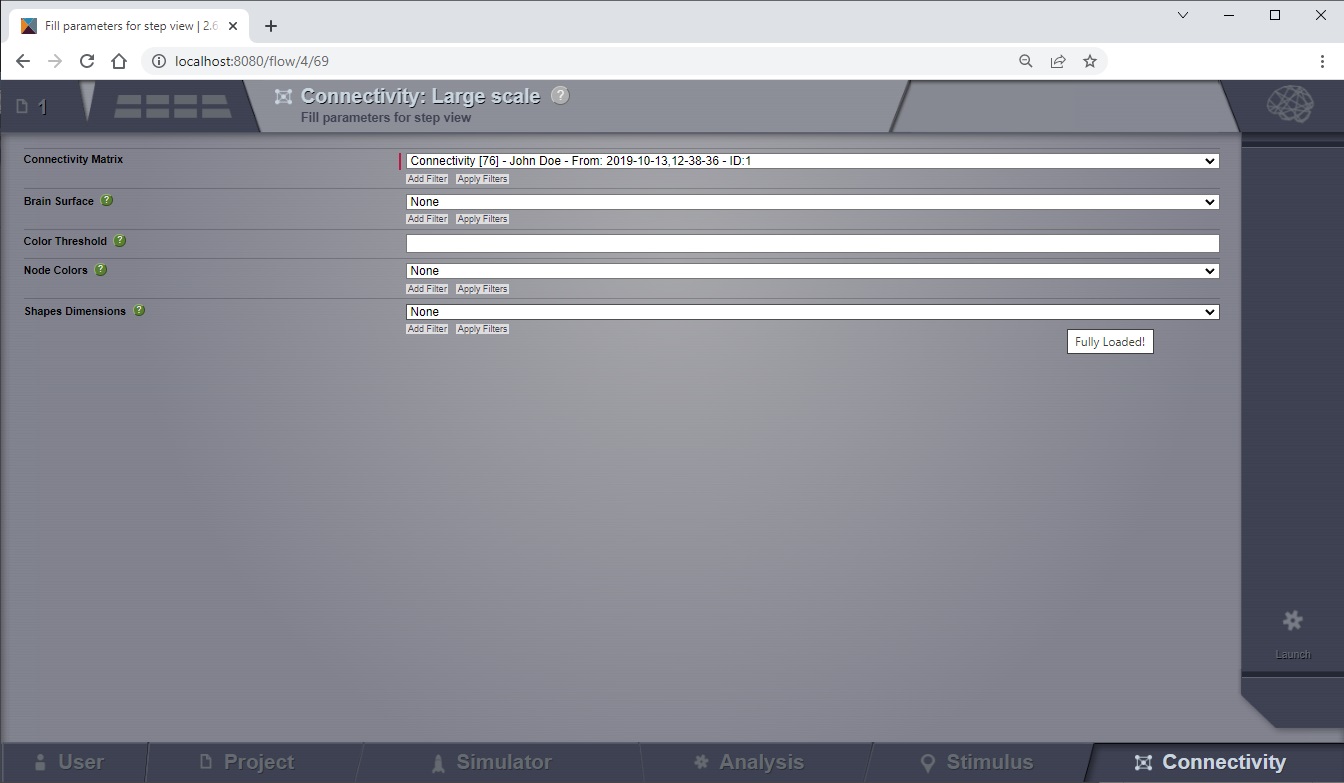 Fill parameters for step view | 2.6
localhost:8080/flow/4/69
1
Connectivity: Large scale ?
Fill parameters for step view
Connectivity Matrix
Connectivity [76] - John Doe - From: 2019-10-13,12-38-36 - ID:1
Add Filter Apply Filters
Brain Surface ?
None
Add Filter Apply Filters
Color Threshold ?
Node Colors ?
None
Add Filter Apply Filters
Shapes Dimensions ?
None
Add Filter Apply Filters
Fully Loaded!
Launch
User Project Simulator Analysis Stimulus Connectivity